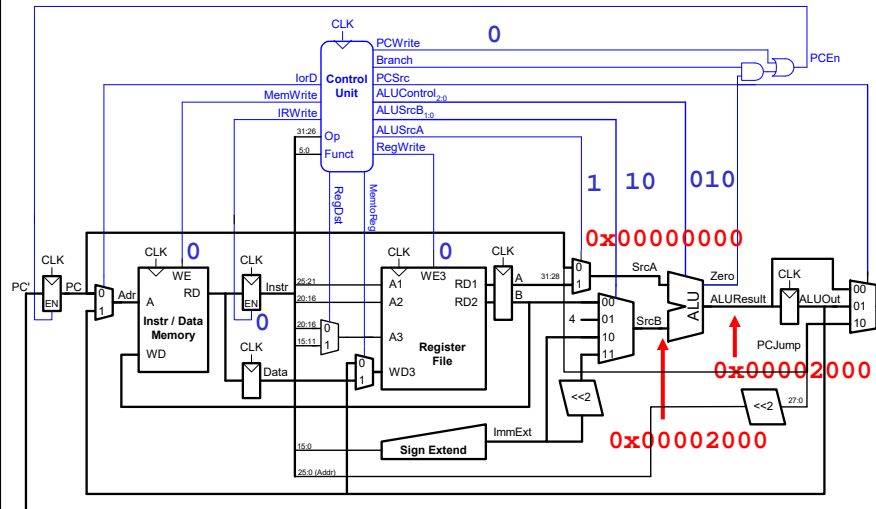 CLK
PCWrite
0
Branch
PCEn
IorD
Control
Unit
PCSrc
MemWrite
ALUControl2:0
IRWrite
ALUSrcB1:0
31:26
Op
ALUSrcA
5:0
Funct
RegWrite
RegDst
MemtoReg
1
10
010
0x00000000
0
0
CLK
CLK
CLK
CLK
CLK
PC'
PC
EN
0
1
Adr
WE
A
RD
Instr / Data
Memory
WD
EN
Instr
0
CLK
Data
25:21
20:16
20:16
15:11
0
1
0
1
A1
A2
A3
WD3
WE3
RD1
RD2
Register
File
A
B
31:28
0
1
SrcA
4
00
01
10
11
SrcB
ALU
Zero
ALUResult
CLK
ALUOut
00
01
10
PCJump
0x00002000
<<2
<<2
27:0
0x00002000
ImmExt
15:0
Sign Extend
25:0 (Addr)